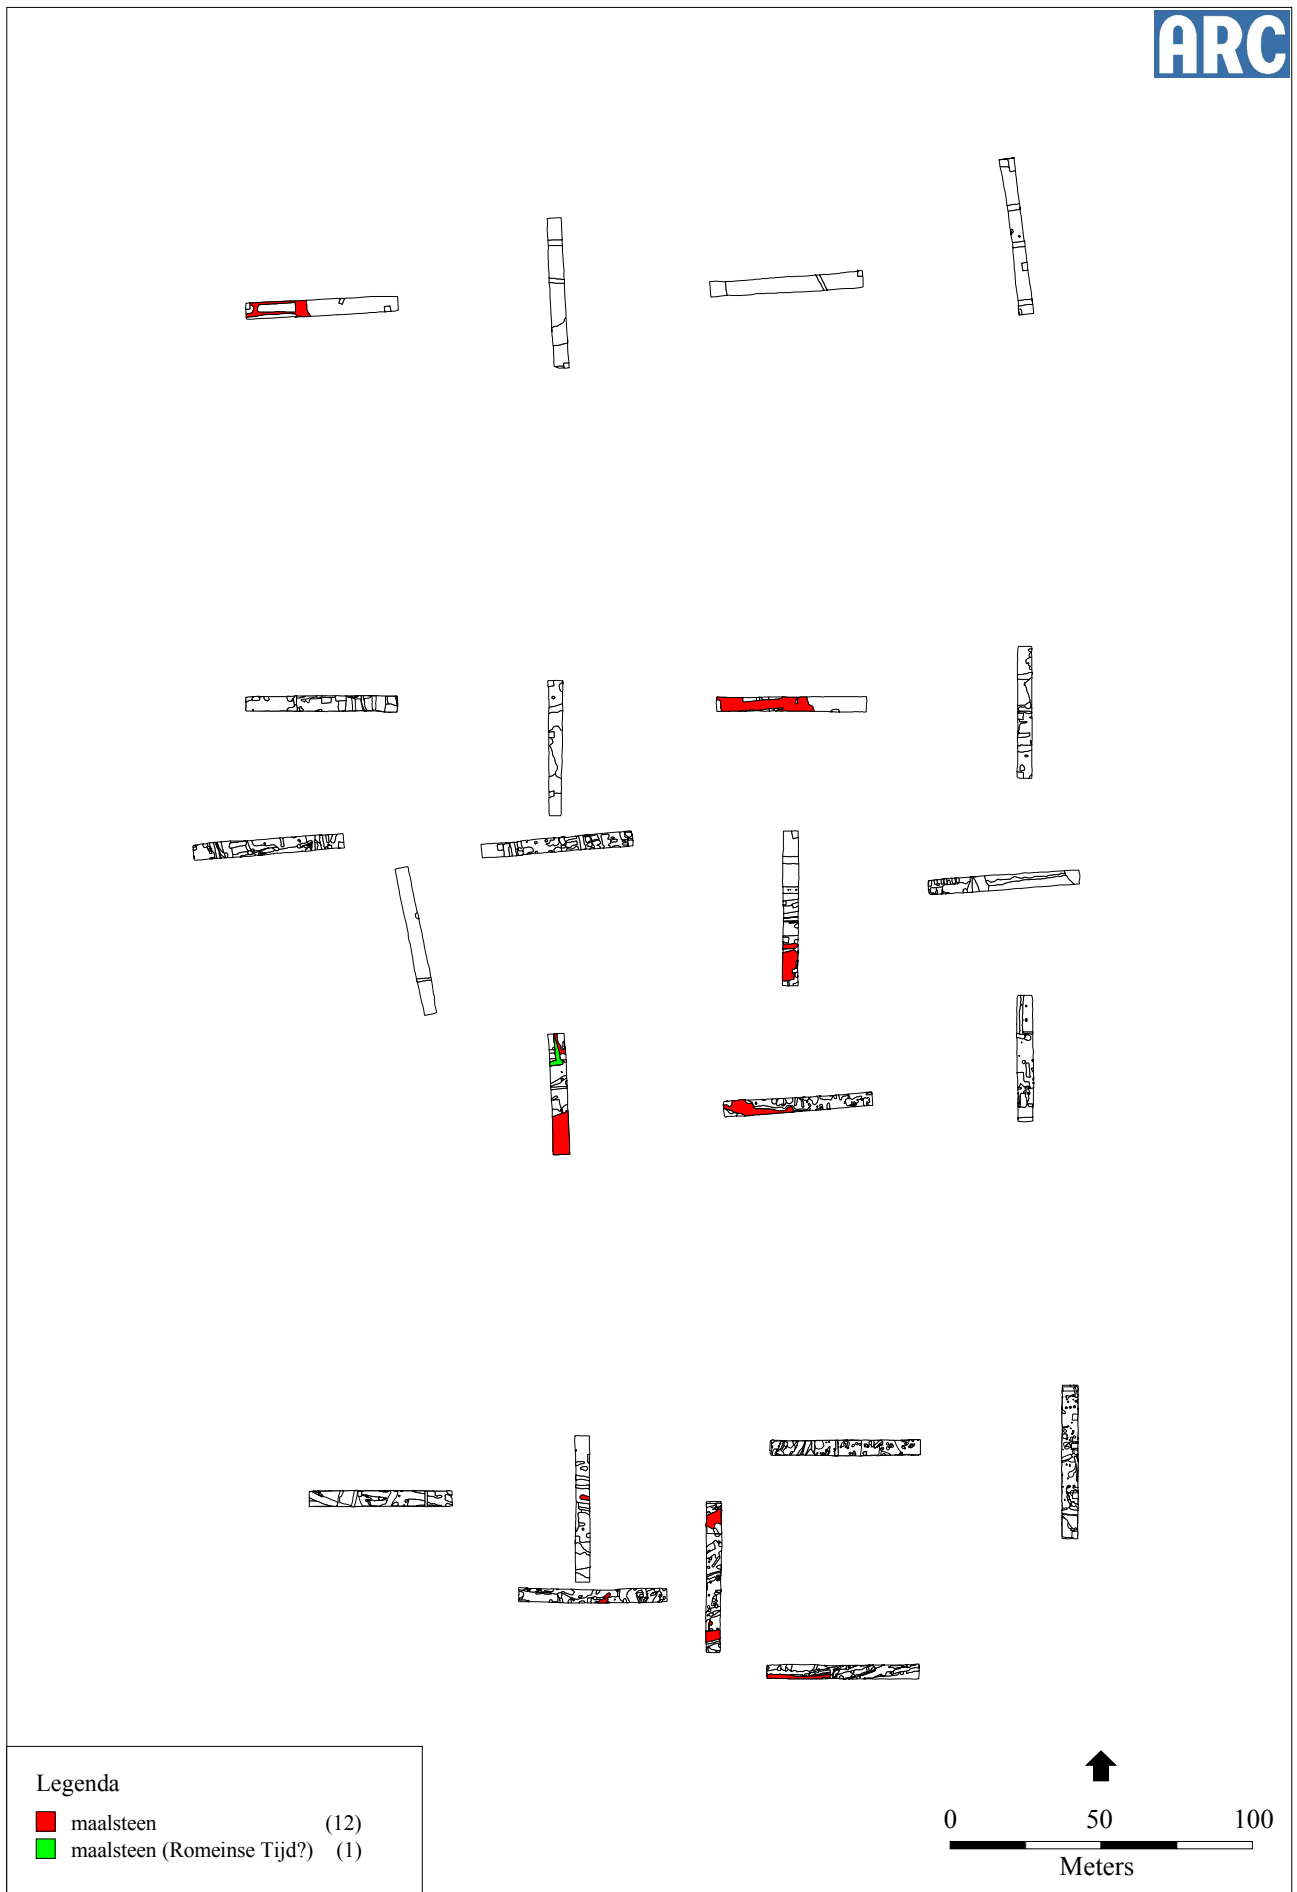 ARC
Legenda
maalsteen (12)
maalsteen (Romeinse Tijd?) (1)
0 50 100
Meters